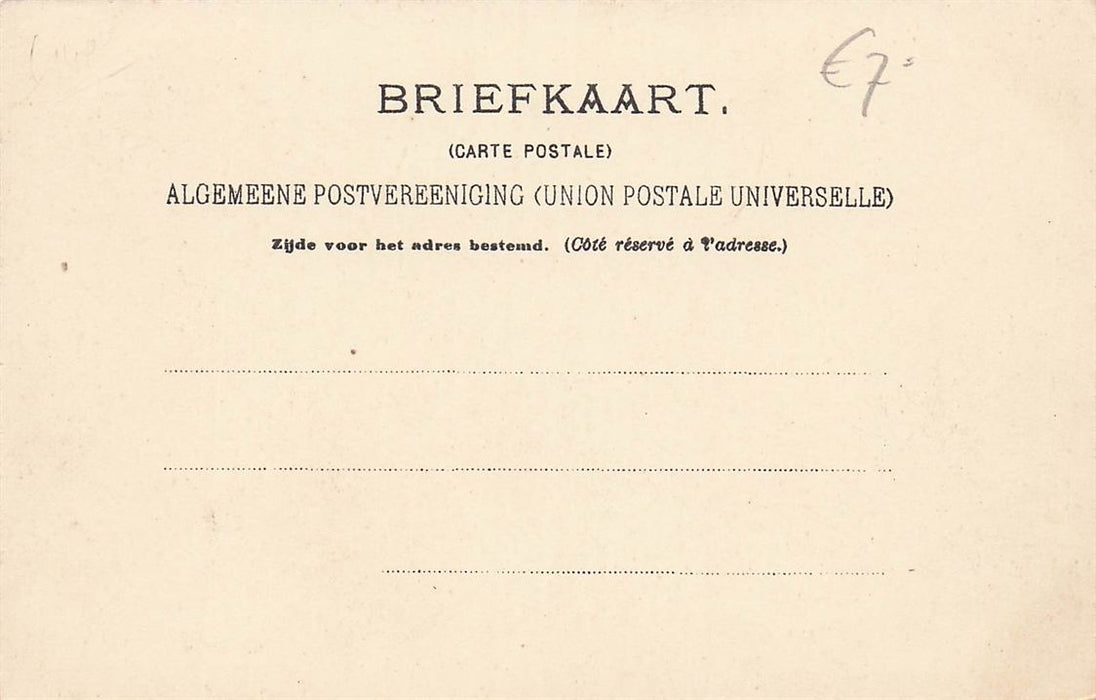 €7=
BRIEFKAART.
(CARTE POSTALE)
ALGEMEENE POSTVEREENIGING (UNION POSTALE UNIVERSELLE)
Zijde voor het adres bestemd. (Côté réservé à l'adresse.)